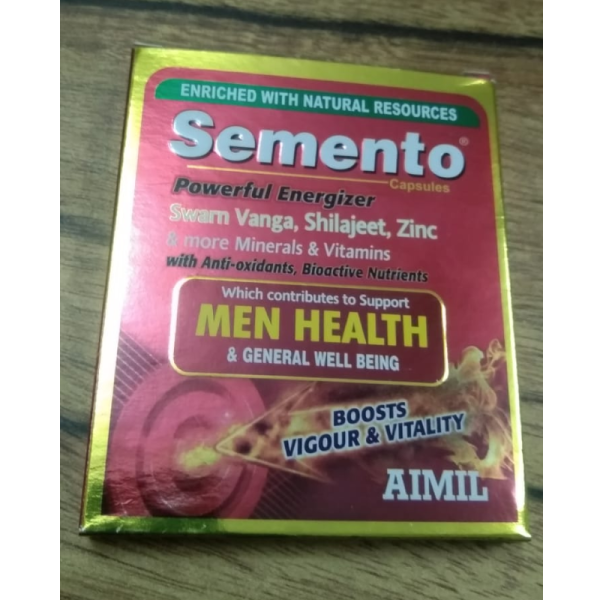 ENRICHED WITH NATURAL RESOURCES
Semento®
Capsules
Powerful Energizer
Swarn Vanga, Shilajeet, Zinc
& more Minerals & Vitamins
with Anti-oxidants, Bioactive Nutrients
Which contributes to Support
MEN HEALTH
& GENERAL WELL BEING
BOOSTS
VIGOUR & VITALITY
AIMIL